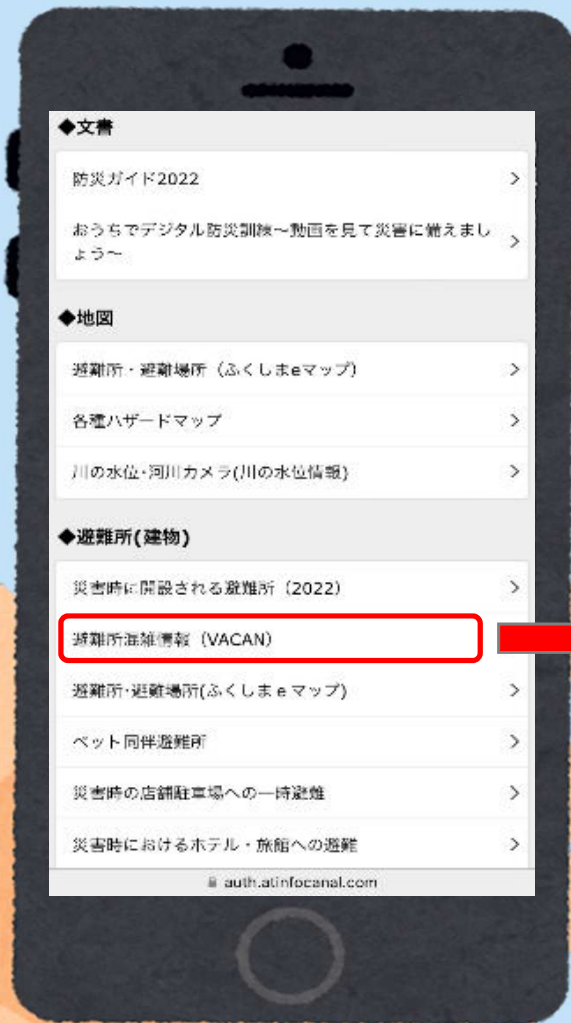 ◆文書
防災ガイド2022
おうちでデジタル防災訓練～動画を見て災害に備えまし
ょう～
◆地図
避難所・避難場所（ふくしまeマップ）
各種ハザードマップ
川の水位･河川カメラ(川の水位情報)
◆避難所(建物)
災害時に開設される避難所（2022）
避難所混雑情報（VACAN）
避難所･避難場所(ふくしまｅマップ)
ペット同伴避難所
災害時の店舗駐車場への一時避難
災害時におけるホテル・旅館への避難
auth.atinfocanal.com